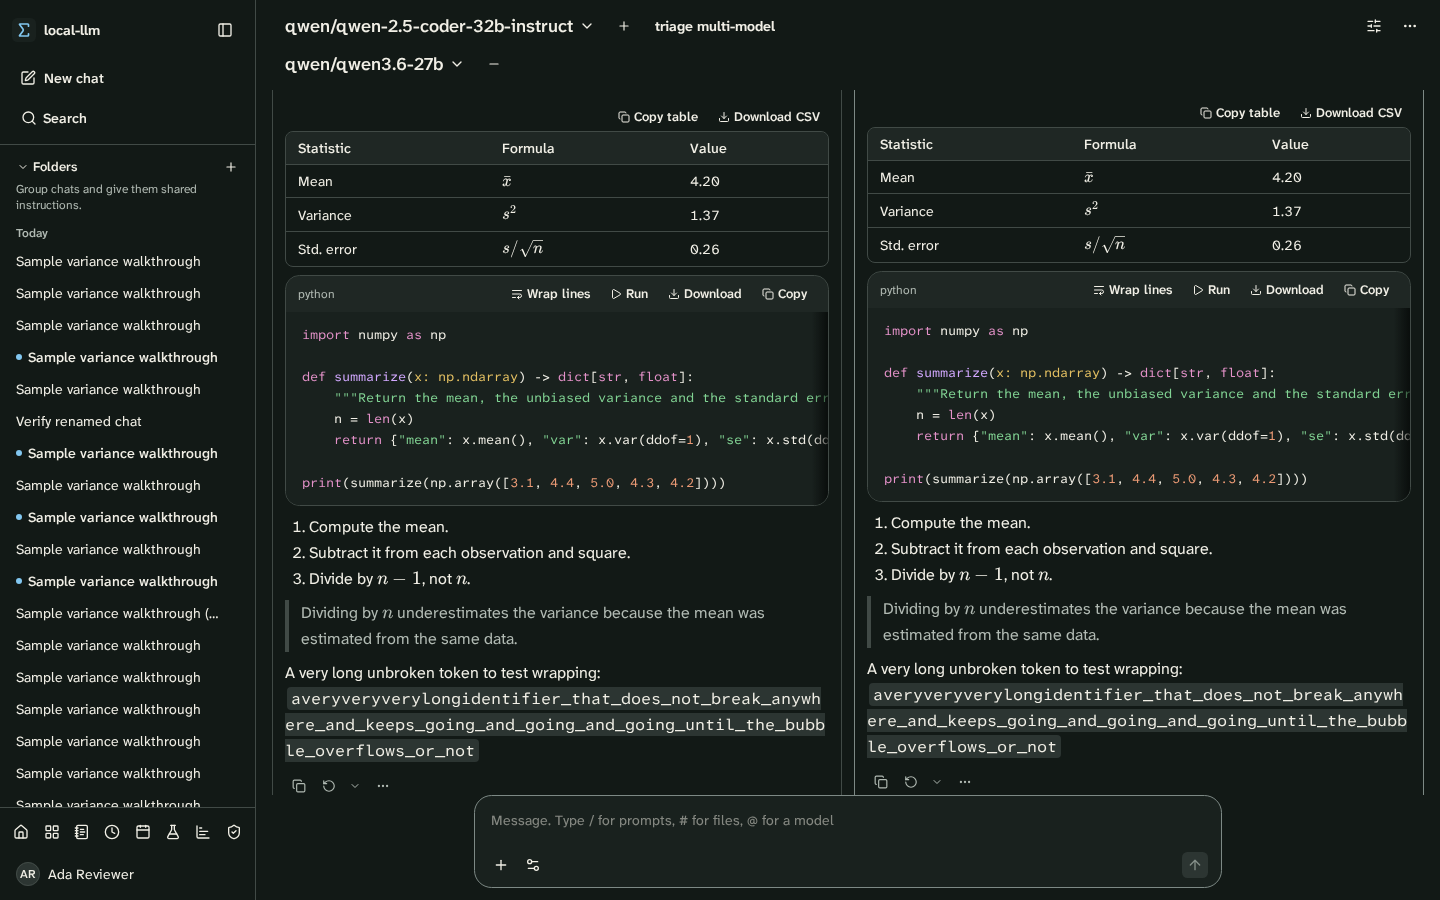 local-llm
New chat
Search
Folders
Group chats and give them shared
instructions.
Today
Sample variance walkthrough
Sample variance walkthrough
Sample variance walkthrough
Sample variance walkthrough
Sample variance walkthrough
Verify renamed chat
Sample variance walkthrough
Sample variance walkthrough
Sample variance walkthrough
Sample variance walkthrough
Sample variance walkthrough
Sample variance walkthrough (...
Sample variance walkthrough
Sample variance walkthrough
Sample variance walkthrough
Sample variance walkthrough
Sample variance walkthrough
Sample variance walkthrough
AR Ada Reviewer
qwen/qwen-2.5-coder-32b-instruct
triage multi-model
qwen/qwen3.6-27b
Copy table Download CSV
Statistic Formula Value
Mean x̄ 4.20
Variance s² 1.37
Std. error s/√n 0.26
python Wrap lines Run Download Copy
import numpy as np
def summarize(x: np.ndarray) -> dict[str, float]:
"""Return the mean, the unbiased variance and the standard err
n = len(x)
return {"mean": x.mean(), "var": x.var(ddof=1), "se": x.std(dd
print(summarize(np.array([3.1, 4.4, 5.0, 4.3, 4.2])))
1. Compute the mean.
2. Subtract it from each observation and square.
3. Divide by n − 1, not n.
Dividing by n underestimates the variance because the mean was
estimated from the same data.
A very long unbroken token to test wrapping:
averyveryverylongidentifier_that_does_not_break_anywh
ere_and_keeps_going_and_going_and_going_until_the_bubb
le_overflows_or_not
Copy table Download CSV
Statistic Formula Value
Mean x̄ 4.20
Variance s² 1.37
Std. error s/√n 0.26
python Wrap lines Run Download Copy
import numpy as np
def summarize(x: np.ndarray) -> dict[str, float]:
"""Return the mean, the unbiased variance and the standard err
n = len(x)
return {"mean": x.mean(), "var": x.var(ddof=1), "se": x.std(dd
print(summarize(np.array([3.1, 4.4, 5.0, 4.3, 4.2])))
1. Compute the mean.
2. Subtract it from each observation and square.
3. Divide by n − 1, not n.
Dividing by n underestimates the variance because the mean was
estimated from the same data.
A very long unbroken token to test wrapping:
averyveryverylongidentifier_that_does_not_break_anywh
ere_and_keeps_going_and_going_and_going_until_the_bubb
le_overflows_or_not
Message. Type / for prompts, # for files, @ for a model